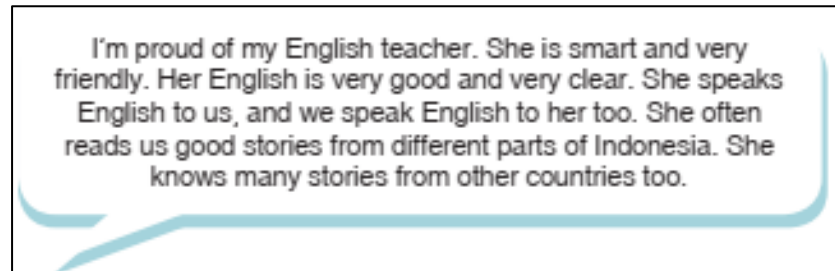 I'm proud of my English teacher. She is smart and very
friendly. Her English is very good and very clear. She speaks
English to us, and we speak English to her too. She often
reads us good stories from different parts of Indonesia. She
knows many stories from other countries too.